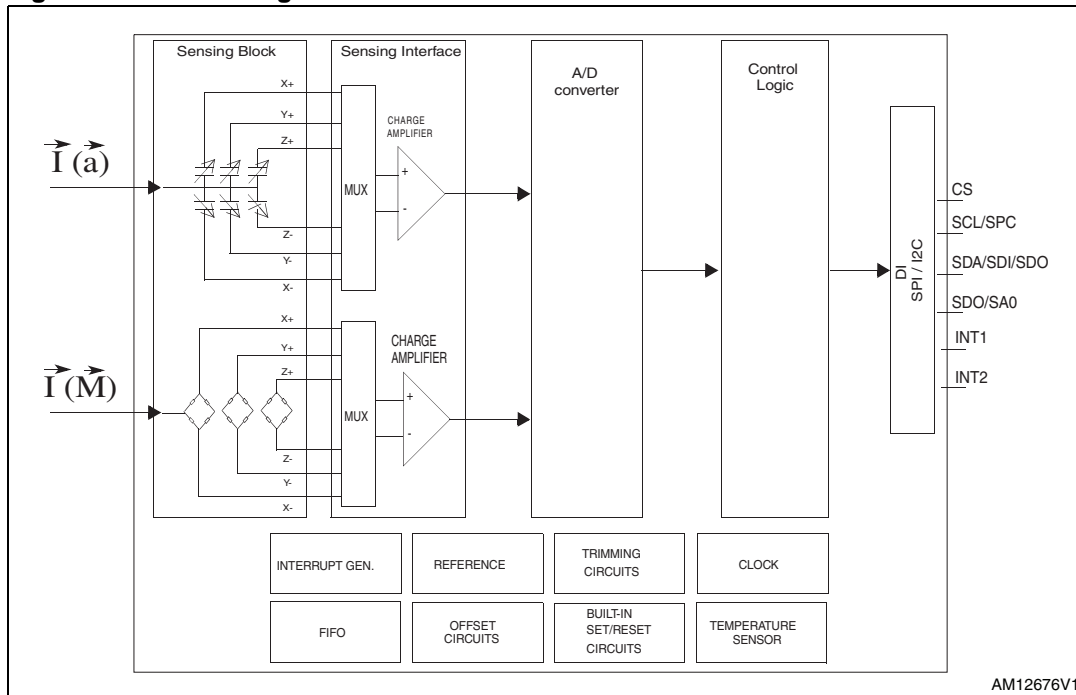 Sensing Block
Sensing Interface
A/D
converter
Control
Logic
X+
Y+
Z+
CHARGE
AMPLIFIER
I (a)
MUX
+
-
Z-
Y-
X-
X+
Y+
Z+
CHARGE
AMPLIFIER
I (M)
MUX
+
-
Z-
Y-
X-
DI
SPI / I2C
CS
SCL/SPC
SDA/SDI/SDO
SDO/SA0
INT1
INT2
INTERRUPT GEN.
REFERENCE
TRIMMING
CIRCUITS
CLOCK
FIFO
OFFSET
CIRCUITS
BUILT-IN
SET/RESET
CIRCUITS
TEMPERATURE
SENSOR
AM12676V1